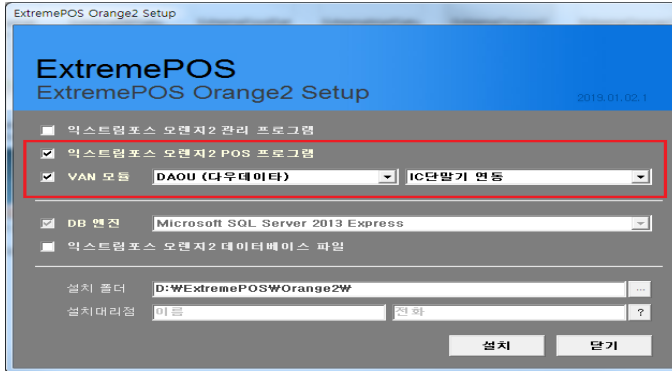 ExtremePOS Orange2 Setup
ExtremePOS
ExtremePOS Orange2 Setup
2019.01.02.1
익스트림포스 오렌지2 관리 프로그램
익스트림포스 오렌지2 POS 프로그램
VAN 모듈 DAOU (다우데이타) IC단말기 연동
DB 엔진 Microsoft SQL Server 2013 Express
익스트림포스 오렌지2 데이터베이스 파일
설치 폴더 D:₩ExtremePOS₩Orange2₩ ...
설치대리점 이름 전화 ?
설치 닫기